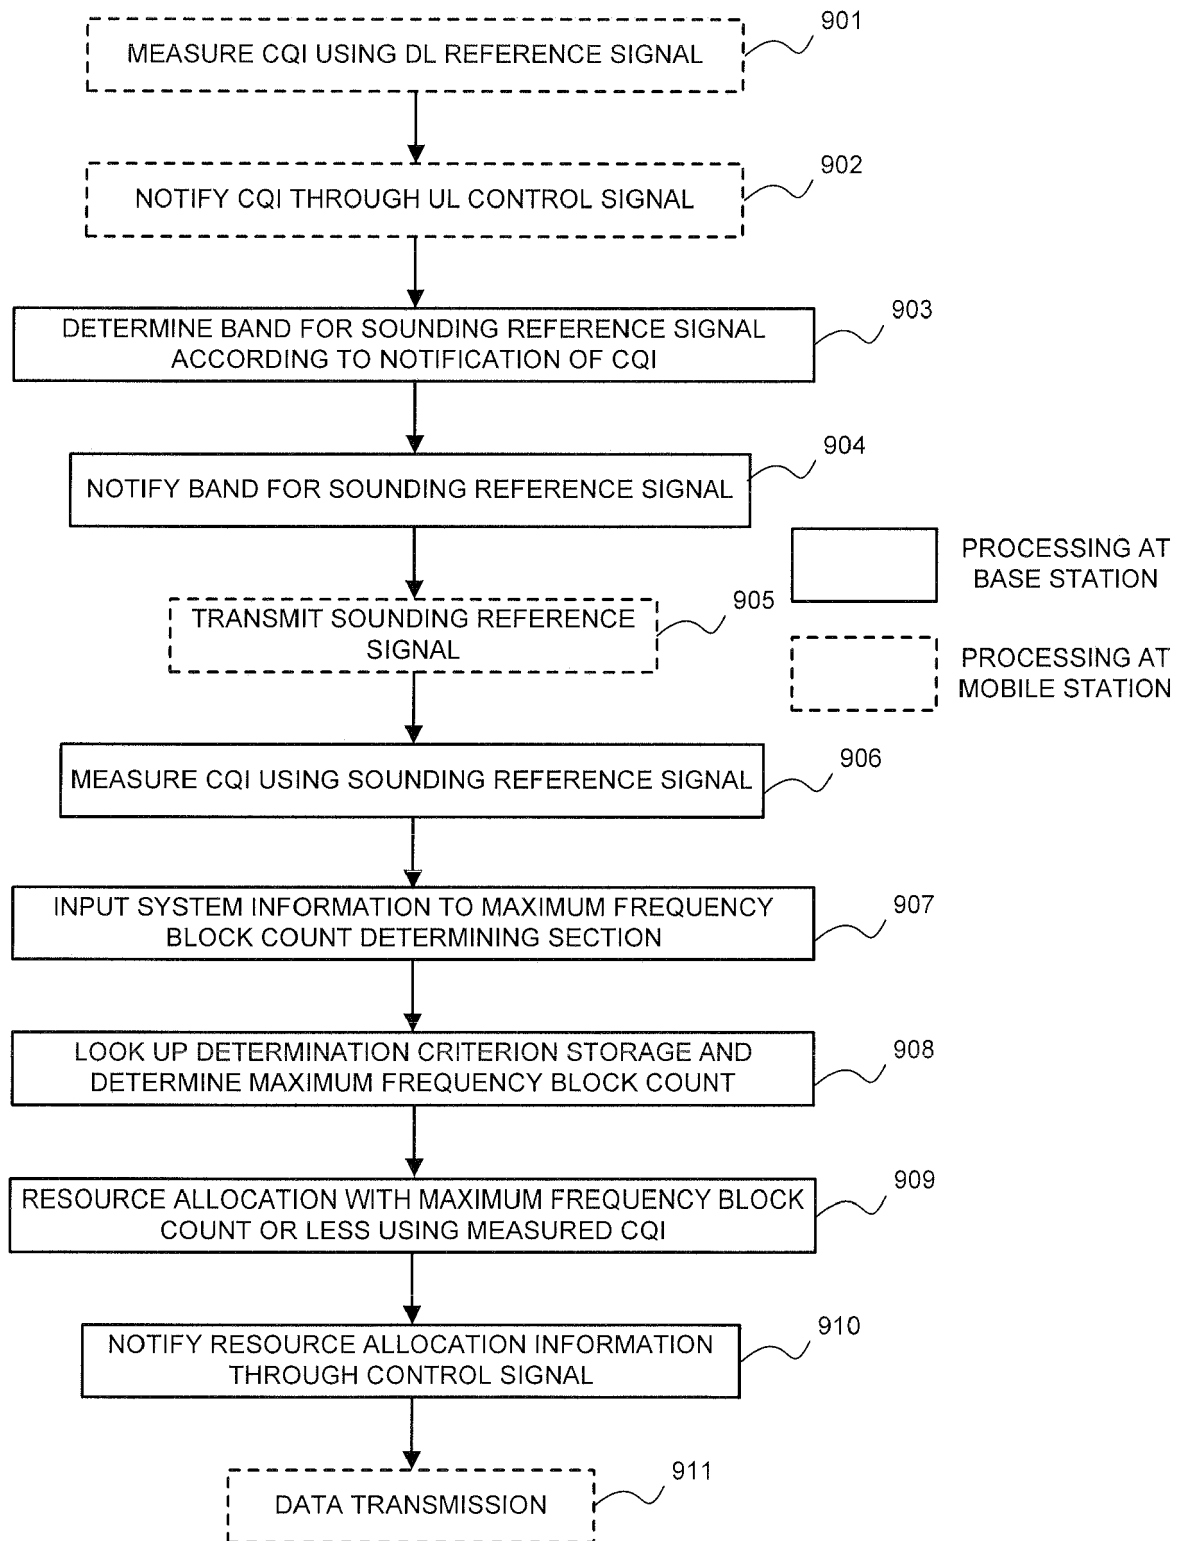 901
MEASURE CQI USING DL REFERENCE SIGNAL
902
NOTIFY CQI THROUGH UL CONTROL SIGNAL
903
DETERMINE BAND FOR SOUNDING REFERENCE SIGNAL
ACCORDING TO NOTIFICATION OF CQI
904
NOTIFY BAND FOR SOUNDING REFERENCE SIGNAL
PROCESSING AT
BASE STATION
905
TRANSMIT SOUNDING REFERENCE
SIGNAL
PROCESSING AT
MOBILE STATION
906
MEASURE CQI USING SOUNDING REFERENCE SIGNAL
907
INPUT SYSTEM INFORMATION TO MAXIMUM FREQUENCY
BLOCK COUNT DETERMINING SECTION
908
LOOK UP DETERMINATION CRITERION STORAGE AND
DETERMINE MAXIMUM FREQUENCY BLOCK COUNT
909
RESOURCE ALLOCATION WITH MAXIMUM FREQUENCY BLOCK
COUNT OR LESS USING MEASURED CQI
910
NOTIFY RESOURCE ALLOCATION INFORMATION
THROUGH CONTROL SIGNAL
911
DATA TRANSMISSION